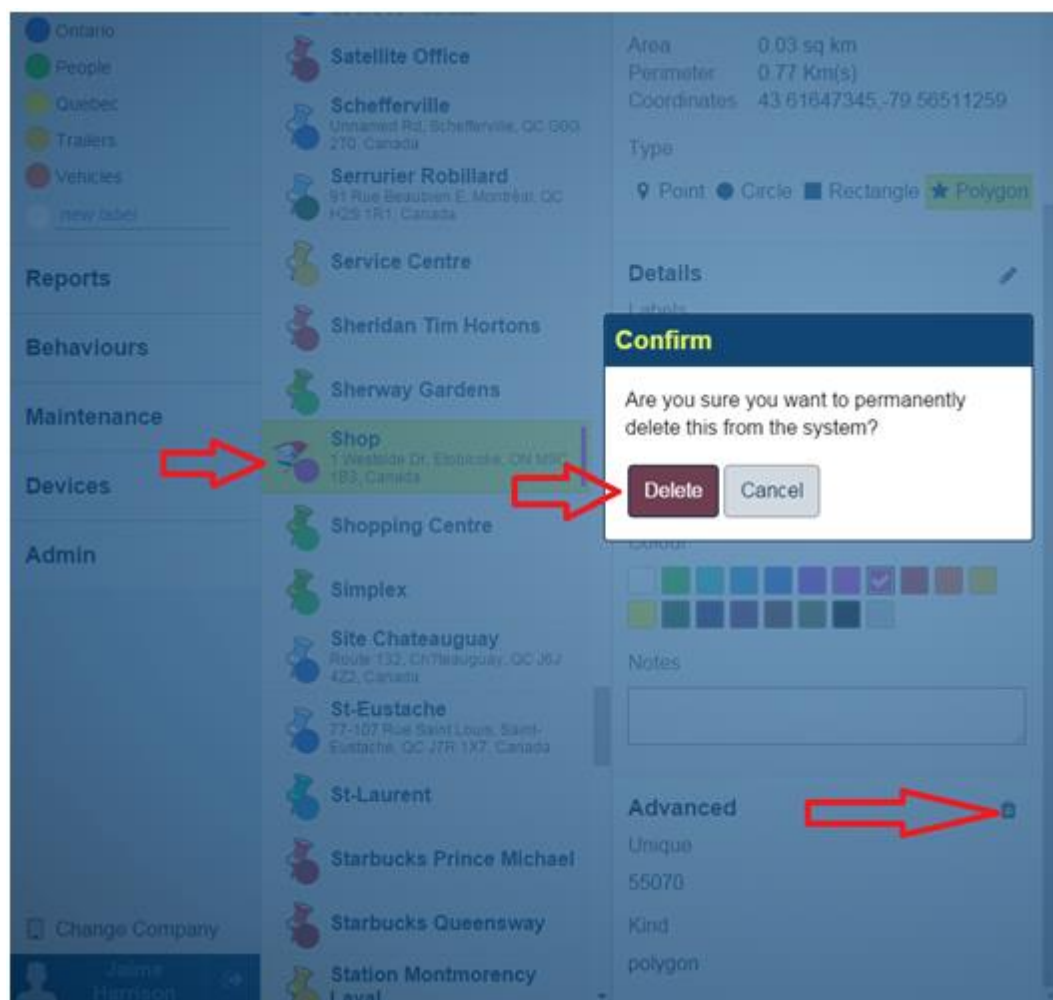 Ontario
People
Quebec
Trailers
Vehicles
new label
Reports
Behaviours
Maintenance
Devices
Admin
Change Company
Jaime
Harrison
Satellite Office
Schefferville
Unnamed Rd, Schefferville, QC G0G
2T0, Canada
Serrurier Robillard
91 Rue Beaubien E, Montréal, QC
H2S 1R1, Canada
Service Centre
Sheridan Tim Hortons
Sherway Gardens
Shop
1 Westside Dr, Etobicoke, ON M9C
1B3, Canada
Shopping Centre
Simplex
Site Chateauguay
Route 132, Ch?teauguay, QC J6J
4Z2, Canada
St-Eustache
77-107 Rue Saint Louis, Saint-
Eustache, QC J7R 1X7, Canada
St-Laurent
Starbucks Prince Michael
Starbucks Queensway
Station Montmorency
Laval
Area 0.03 sq km
Perimeter 0.77 Km(s)
Coordinates 43.61647345,-79.56511259
Type
Point Circle Rectangle Polygon
Details
Labels
Confirm
Are you sure you want to permanently
delete this from the system?
Delete Cancel
Colour
Notes
Advanced
Unique
55070
Kind
polygon